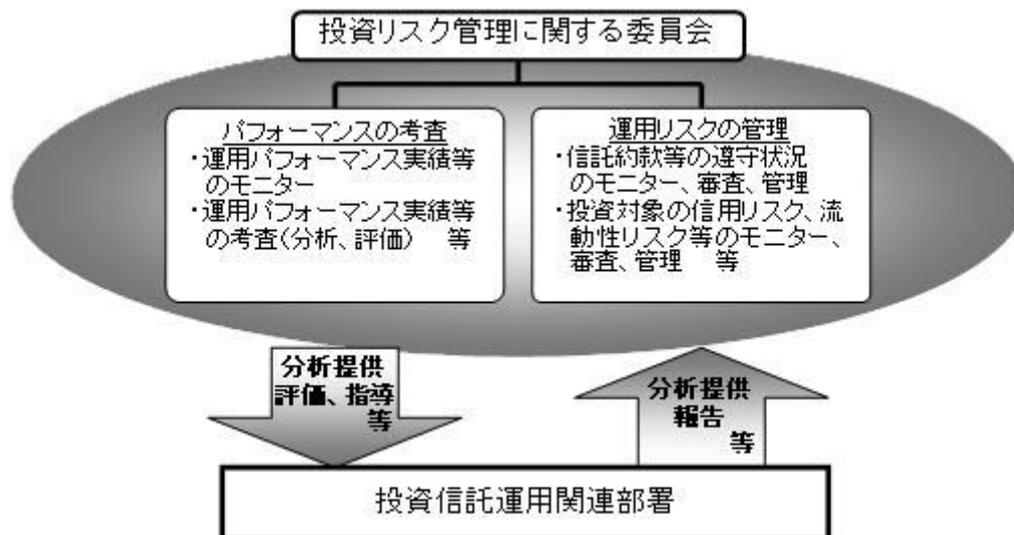 投資リスク管理に関する委員会
パフォーマンスの考査
・運用パフォーマンス実績等
のモニター
・運用パフォーマンス実績等
の考査(分析、評価) 等
運用リスクの管理
・信託約款等の遵守状況
のモニター、審査、管理
・投資対象の信用リスク、流
動性リスク等のモニター、
審査、管理 等
分析提供
評価、指導
等
分析提供
報告
等
投資信託運用関連部署